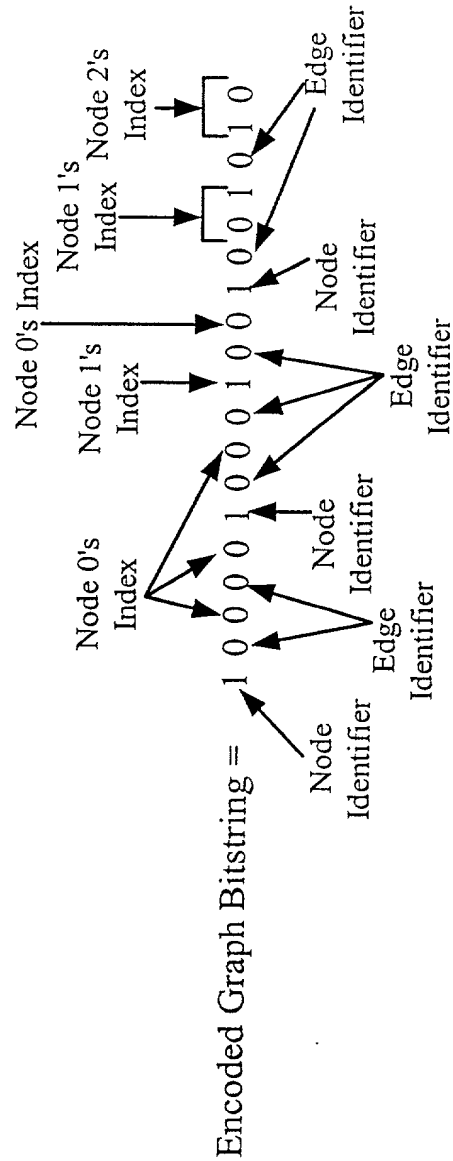 Node 0's Index
Node 0's
Index
Node 1's
Index
Node 1's
Index
Node 2's
Index
Encoded Graph Bitstring = 1 0 0 0 0 1 0 0 0 1 0 0 1 0 0 1 0 1 0
Node
Identifier
Edge
Identifier
Node
Identifier
Edge
Identifier
Node
Identifier
Edge
Identifier